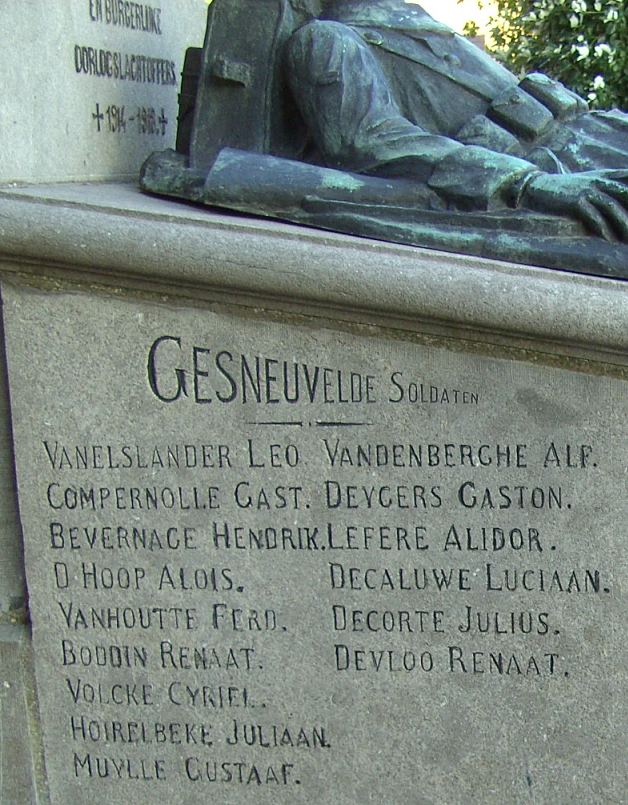 EN BURGERLIJKE
OORLOGSLACHTOFFERS
+ 1914 - 1918. +
GESNEUVELDE SOLDATEN
VANELSLANDER LEO.
COMPERNOLLE GAST.
BEVERNAGE HENDRIK.
D HOOP ALOIS.
VANHOUTTE FERD.
BODDIN RENAAT.
VOLCKE CYRIEL.
HOIRELBEKE JULIAAN.
MUYLLE GUSTAAF.
VANDENBERGHE ALF.
DEYGERS GASTON.
LEFERE ALIDOR.
DECALUWE LUCIAAN.
DECORTE JULIUS.
DEVLOO RENAAT.